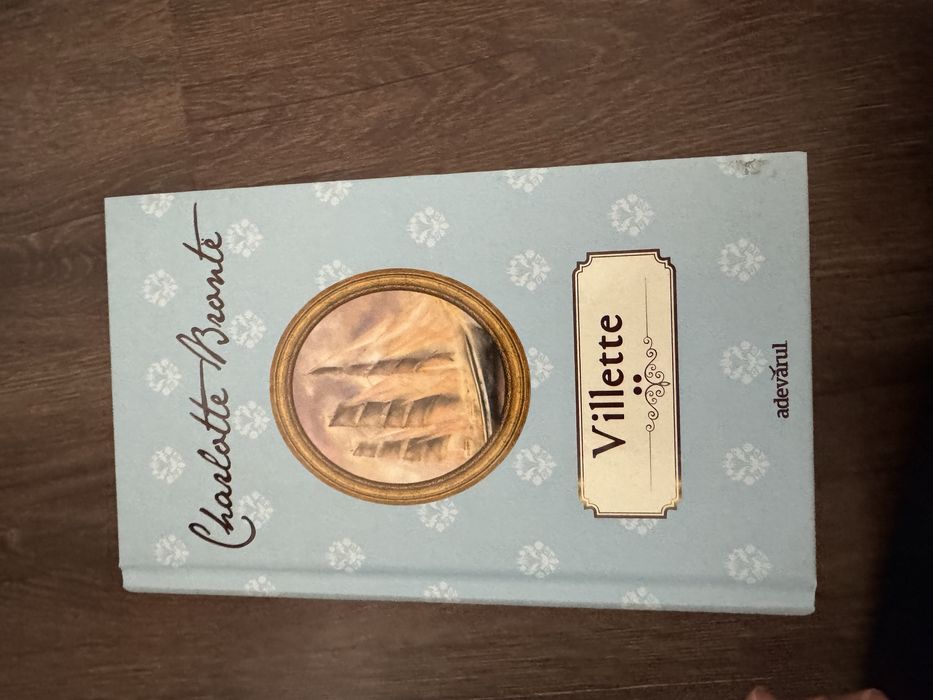 Charlotte Brontë
Villette
••
adevărul